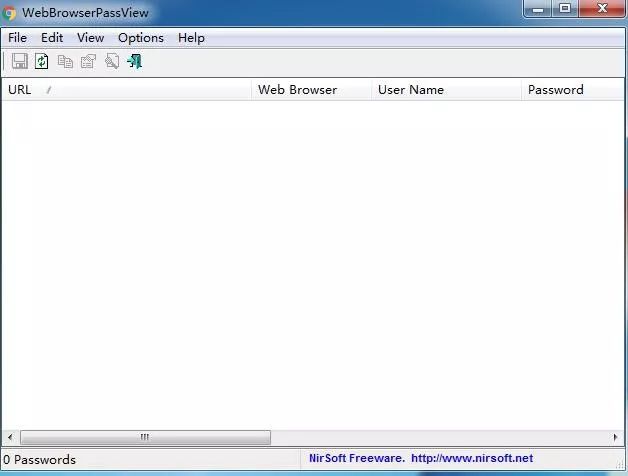 WebBrowserPassView
File Edit View Options Help
URL Web Browser User Name Password
0 Passwords NirSoft Freeware. http://www.nirsoft.net